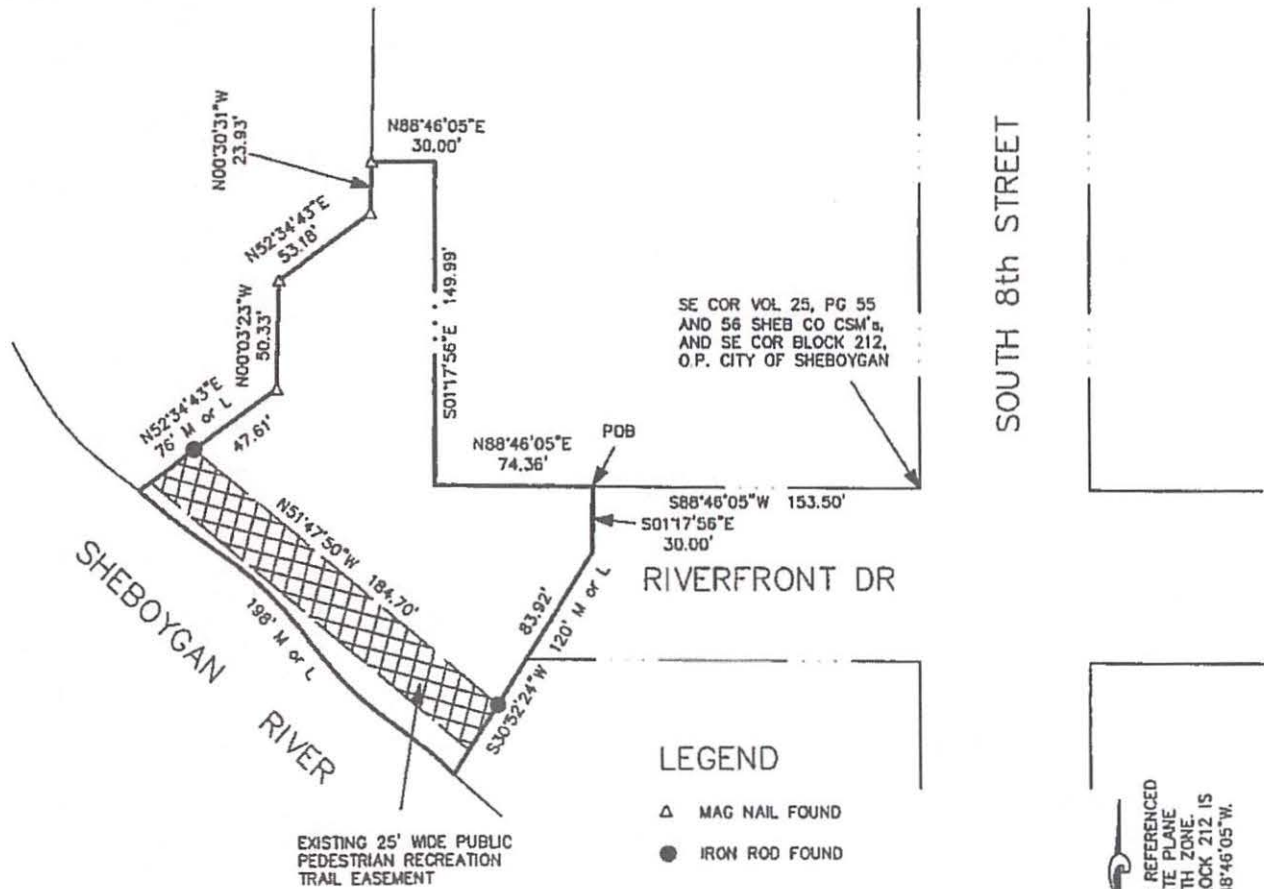 N00°30'31"W
23.93'
N88°46'05"E
30.00'
N52°34'43"E
53.18'
N00°03'23"W
50.33'
S01°17'56"E 149.99'
SOUTH 8th STREET
SE COR VOL 25, PG 55
AND 56 SHEB CO CSM's,
AND SE COR BLOCK 212,
O.P. CITY OF SHEBOYGAN
N52°34'43"E
76' M or L
47.61'
N88°46'05"E
74.36'
POB
S88°46'05"W 153.50'
S01°17'56"E
30.00'
RIVERFRONT DR
N51°47'50"W 184.70'
83.92'
S30°52'24"W 120' M or L
198' M or L
SHEBOYGAN
RIVER
EXISTING 25' WIDE PUBLIC
PEDESTRIAN RECREATION
TRAIL EASEMENT
LEGEND
MAG NAIL FOUND
IRON ROD FOUND
REFERENCED
TE PLANE
TH ZONE.
OCK 212 IS
8°46'05"W.